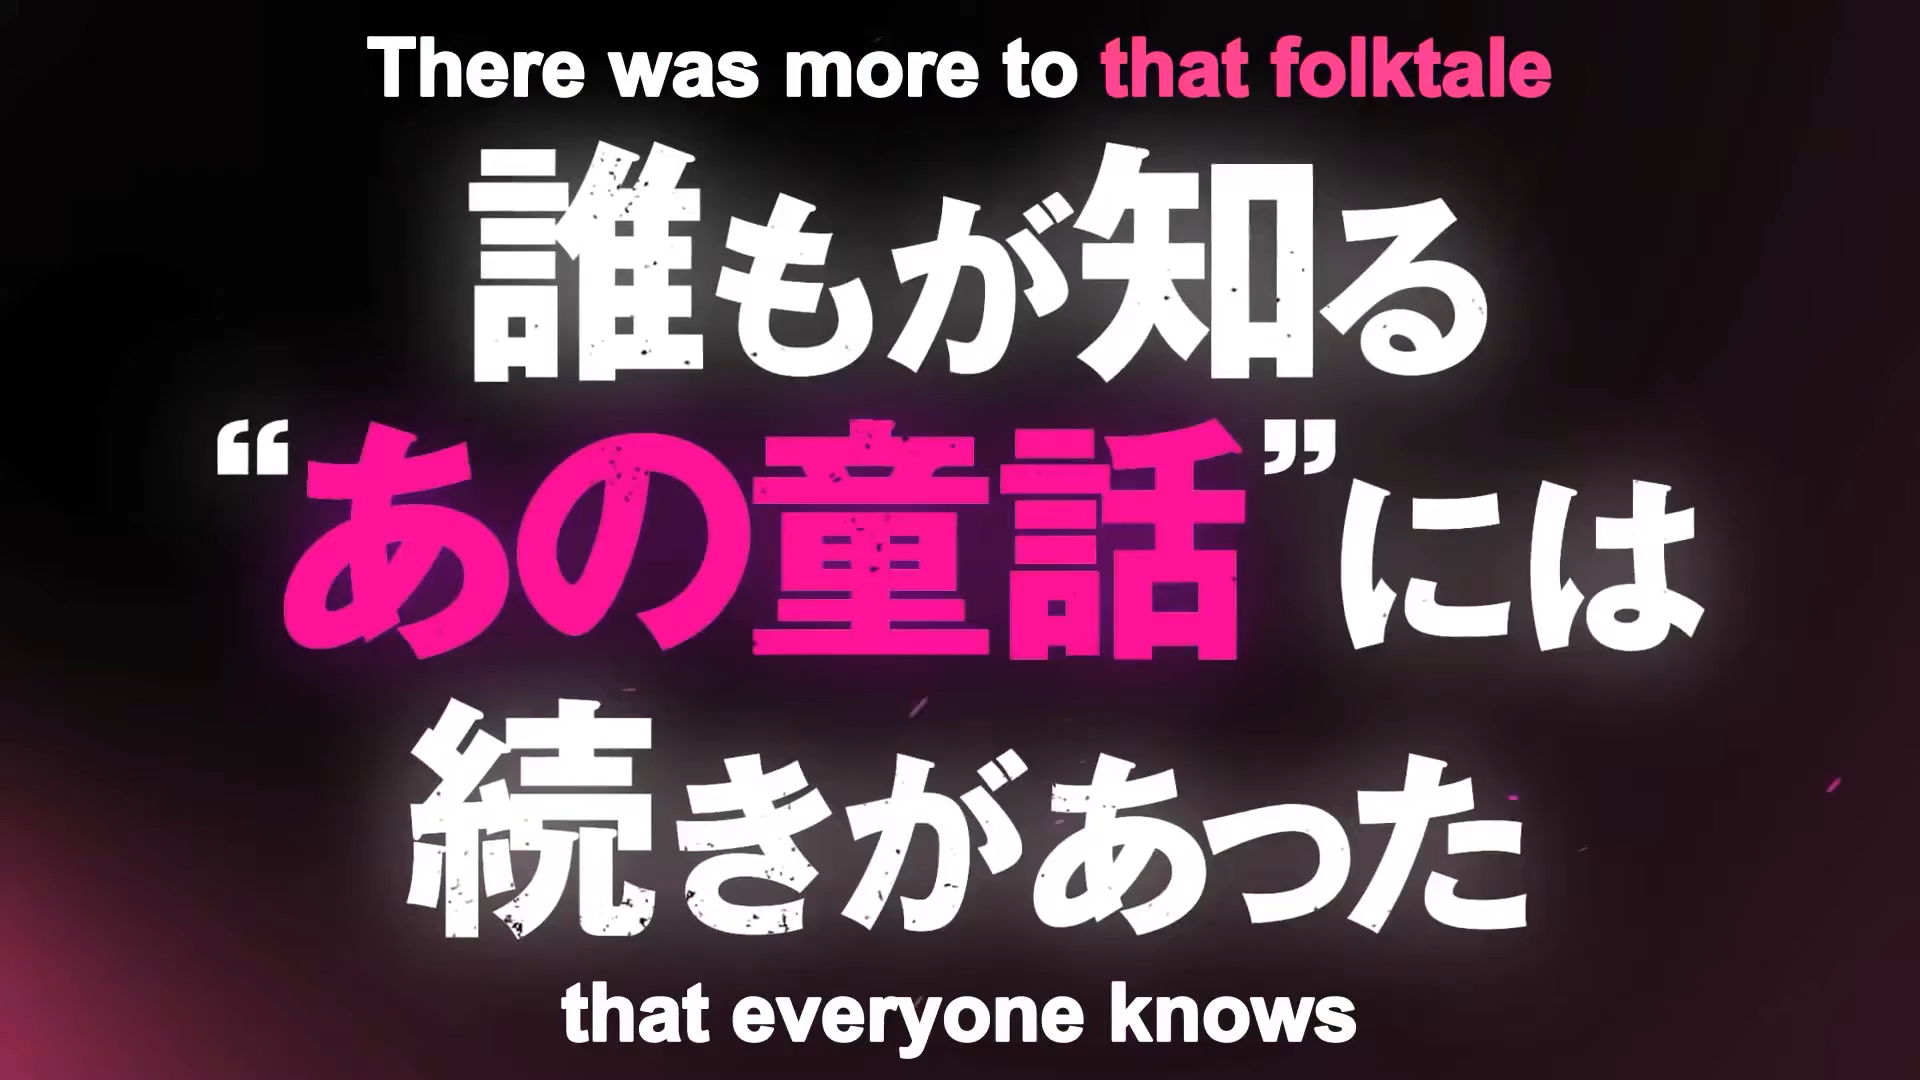 There was more to that folktale
誰もが知る
“あの童話”には
続きがあった
that everyone knows